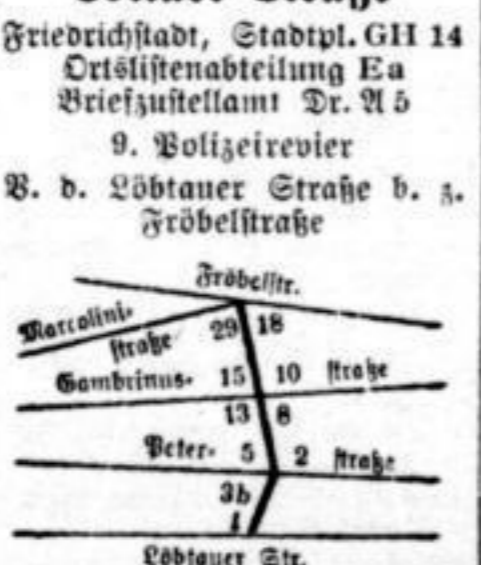 Straße
Friedrichstadt, Stadtpl. GH 14
Ortslistenabteilung Ea
Briefzustellamt Dr. A 5
9. Polizeirevier
V. d. Löbtauer Straße b. z.
Fröbelstraße
Fröbelstr.
Marcolini-
straße 29 18
Gambrinus- 15 10 straße
13 8
Peter- 5 2 straße
3b
1
Löbtauer Str.